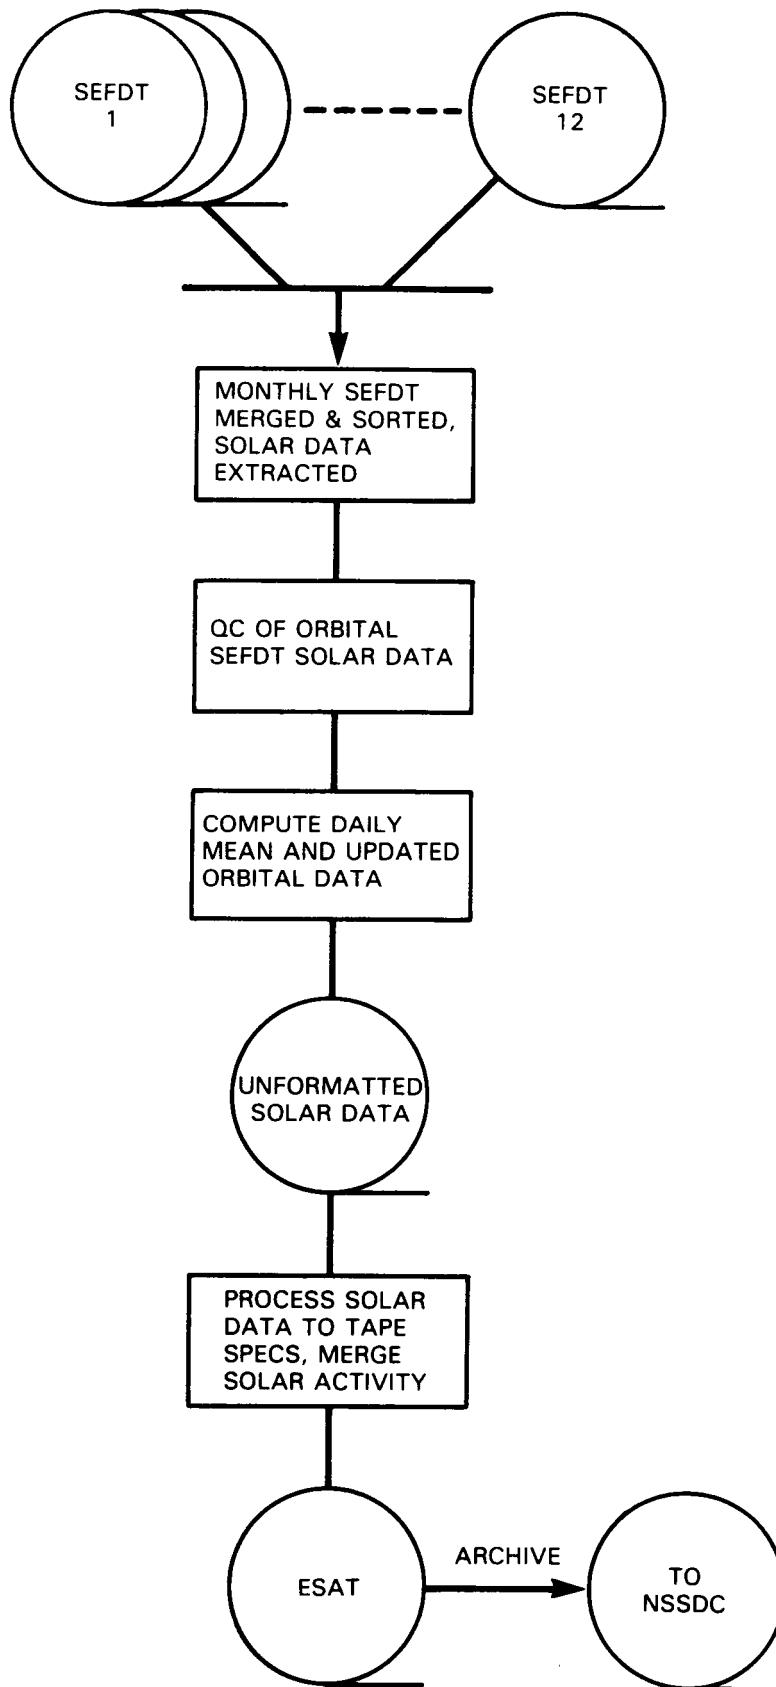 SEFDT
1
SEFDT
12
MONTHLY SEFDT
MERGED & SORTED,
SOLAR DATA
EXTRACTED
QC OF ORBITAL
SEFDT SOLAR DATA
COMPUTE DAILY
MEAN AND UPDATED
ORBITAL DATA
UNFORMATTED
SOLAR DATA
PROCESS SOLAR
DATA TO TAPE
SPECS, MERGE
SOLAR ACTIVITY
ESAT
ARCHIVE
TO
NSSDC